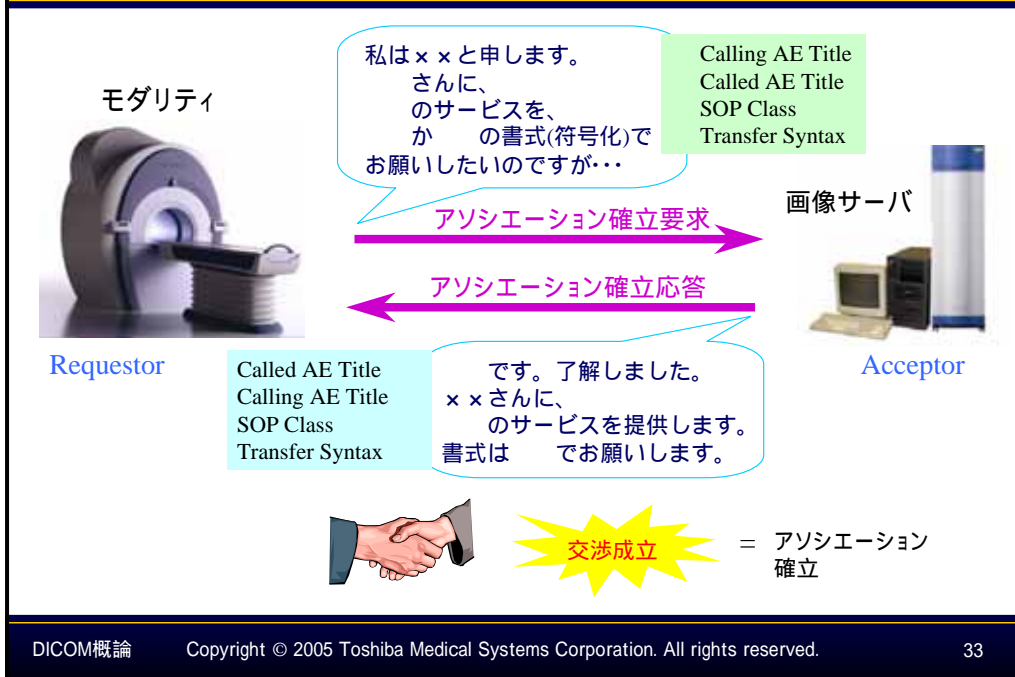 私は××と申します。
さんに、
のサービスを、
か の書式(符号化)で
お願いしたいのですが･･･
Calling AE Title
Called AE Title
SOP Class
Transfer Syntax
モダリティ
画像サーバ
アソシエーション確立要求
アソシエーション確立応答
Requestor
Acceptor
Called AE Title
Calling AE Title
SOP Class
Transfer Syntax
です。了解しました。
××さんに、
のサービスを提供します。
書式は でお願いします。
交渉成立
= アソシエーション
確立
DICOM概論 Copyright © 2005 Toshiba Medical Systems Corporation. All rights reserved. 33